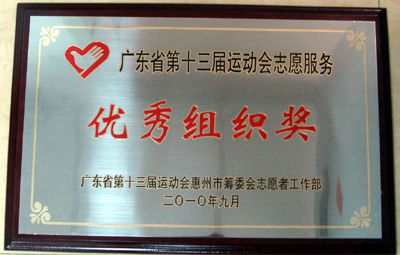 广东省第十三届运动会志愿服务
优秀组织奖
广东省第十三届运动会惠州市筹委会志愿者工作部
二〇一〇年九月